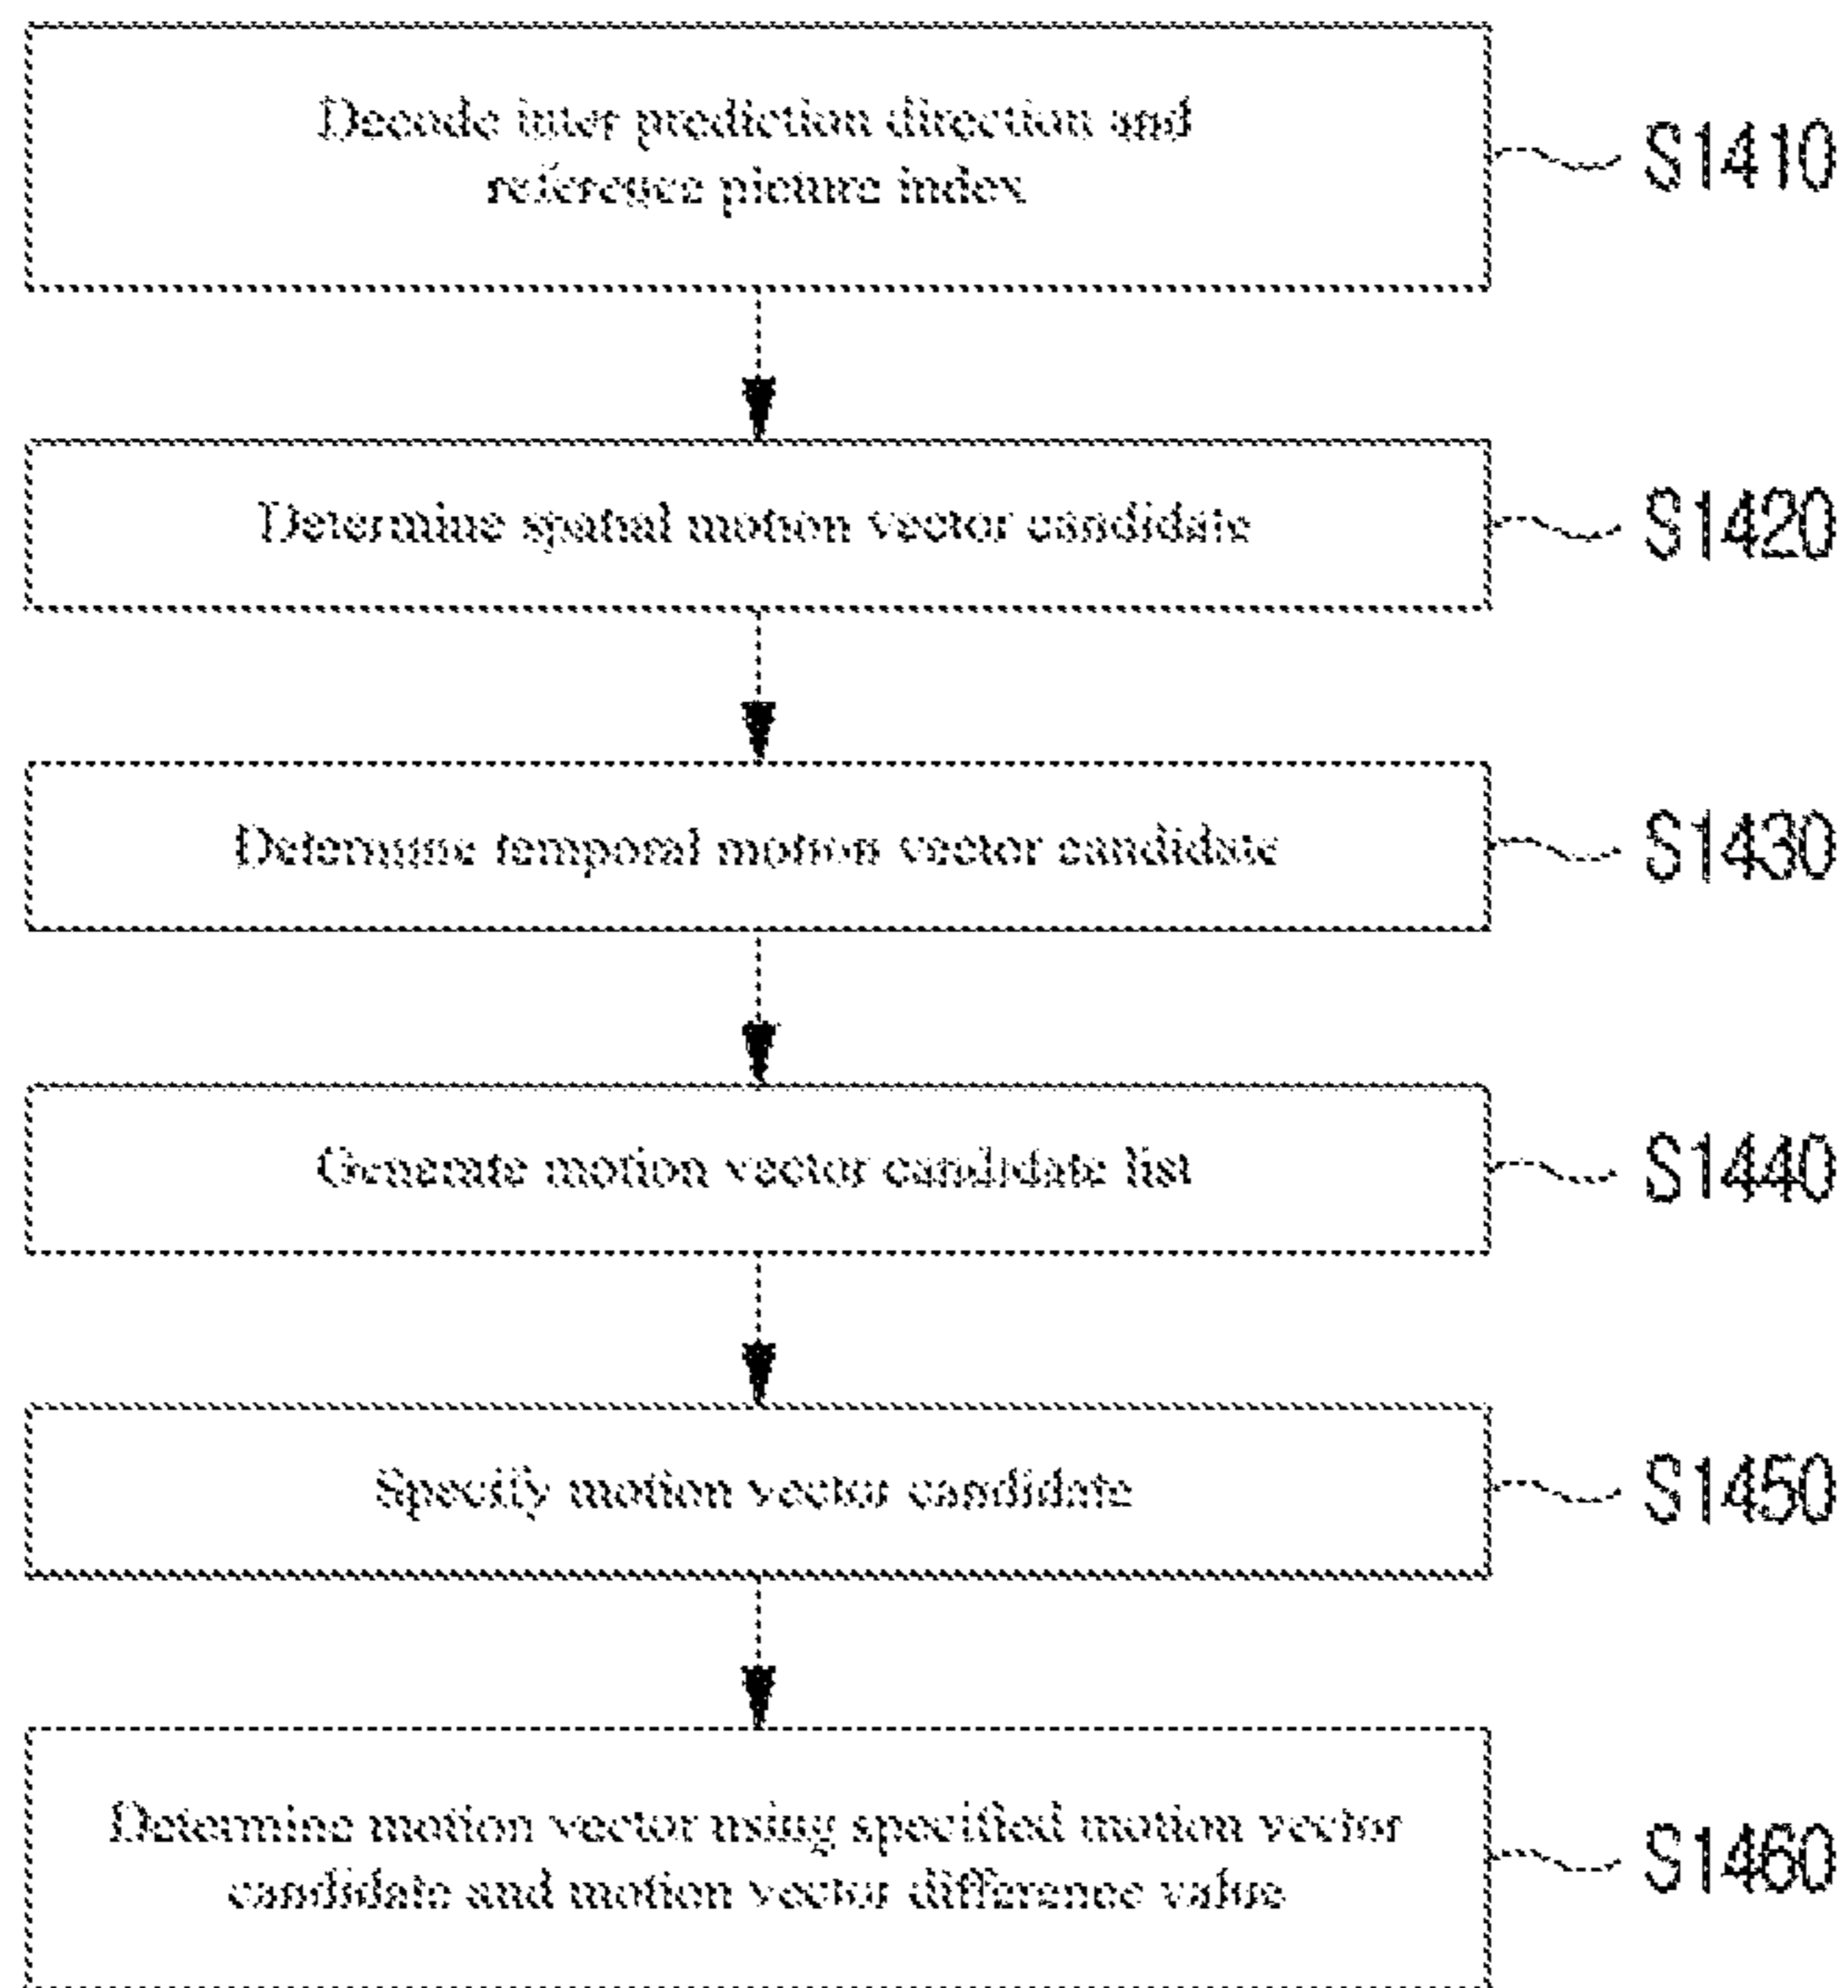 Decode inter prediction direction and
reference picture index
S1410
Determine spatial motion vector candidate
S1420
Determine temporal motion vector candidate
S1430
Generate motion vector candidate list
S1440
Specify motion vector candidate
S1450
Determine motion vector using specified motion vector
candidate and motion vector difference value
S1460